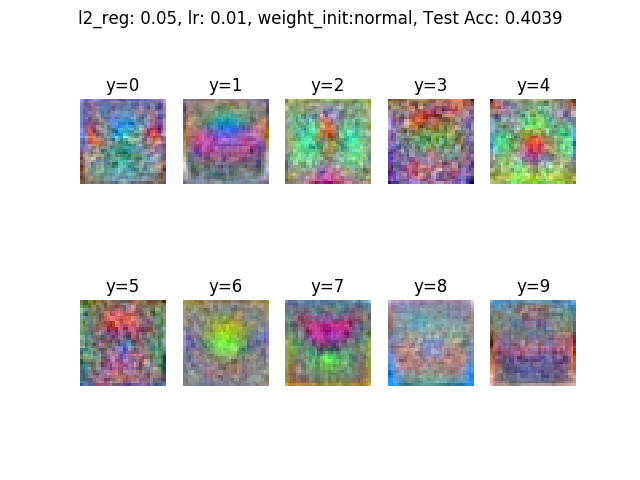 l2_reg: 0.05, lr: 0.01, weight_init:normal, Test Acc: 0.4039
y=0 y=1 y=2 y=3 y=4
y=5 y=6 y=7 y=8 y=9